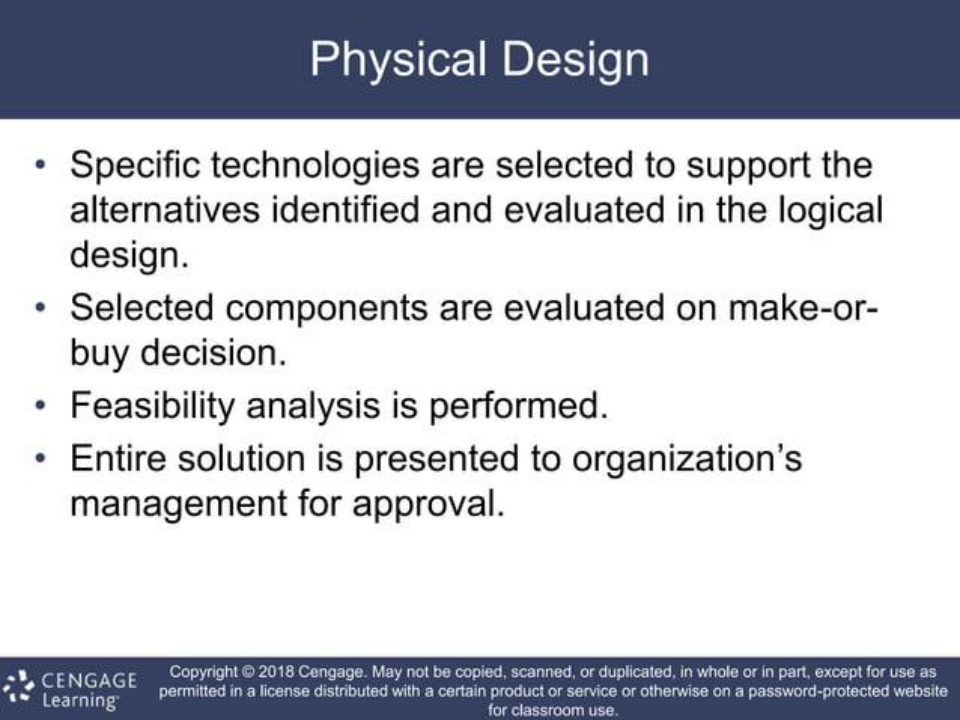 Physical Design
• Specific technologies are selected to support the
alternatives identified and evaluated in the logical
design.
• Selected components are evaluated on make-or-
buy decision.
• Feasibility analysis is performed.
• Entire solution is presented to organization’s
management for approval.
CENGAGE
Learning
Copyright © 2018 Cengage. May not be copied, scanned, or duplicated, in whole or in part, except for use as
permitted in a license distributed with a certain product or service or otherwise on a password-protected website
for classroom use.